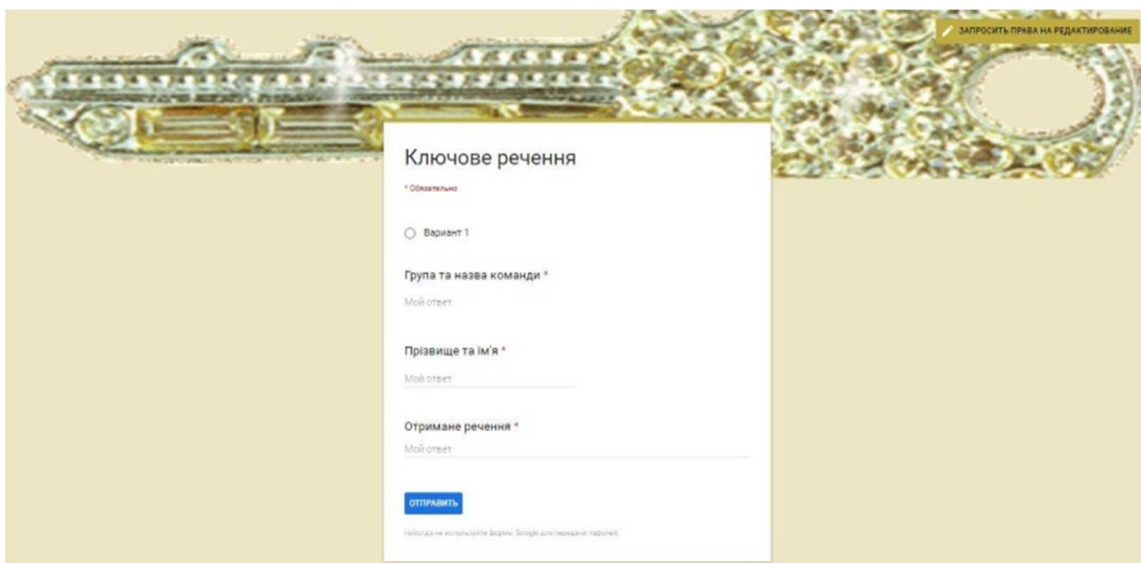 ЗАПРОСИТЬ ПРАВА НА РЕДАКТИРОВАНИЕ
Ключове речення
* Обязательно
Вариант 1
Група та назва команди *
Мой ответ
Прізвище та ім'я *
Мой ответ
Отримане речення *
Мой ответ
ОТПРАВИТЬ
Никогда не используйте формы Google для передачи паролей.